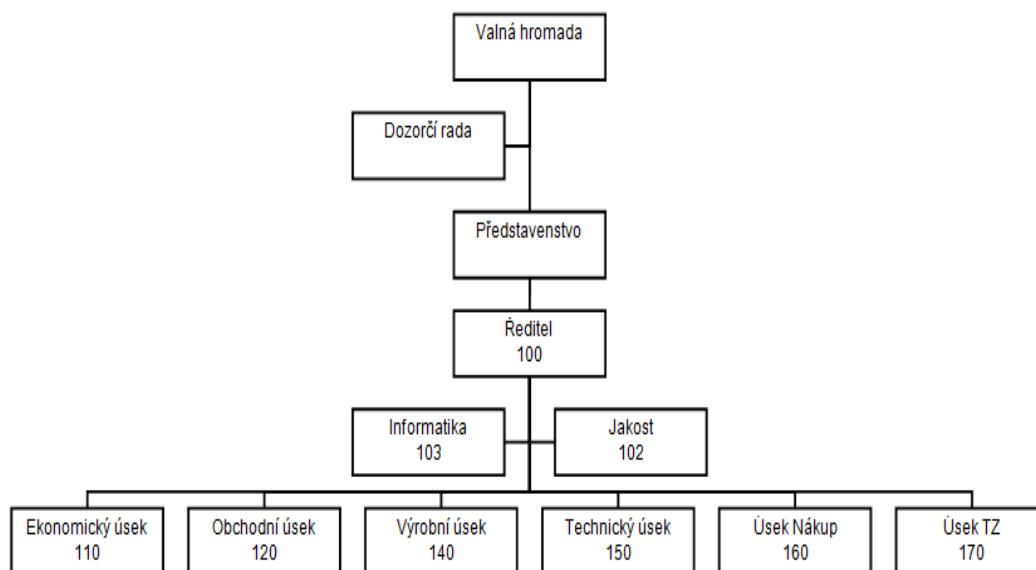 Valná hromada
Dozorčí rada
Představenstvo
Ředitel
100
Informatika
103
Jakost
102
Ekonomický úsek
110
Obchodní úsek
120
Výrobní úsek
140
Technický úsek
150
Úsek Nákup
160
Úsek TZ
170